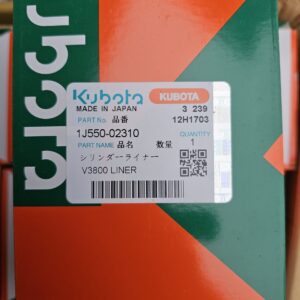 Kubota
Kubota
KUBOTA
MADE IN JAPAN
3 239
PART No. 品番
12H1703
1J550-02310
QUANTITY
PART NAME 品名
数量
1
シリンダーライナー
V3800 LINER